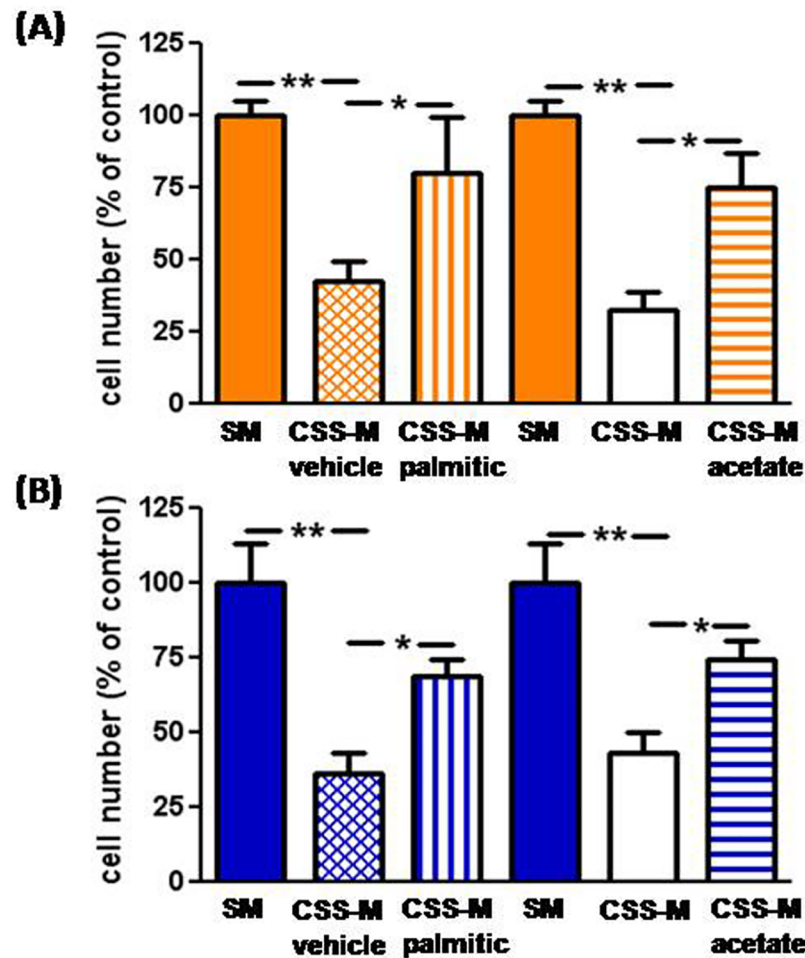 (A)
cell number (% of control)
125
100
75
50
25
0
** * ** *
SM CSS-M CSS-M SM CSS-M CSS-M
vehicle palmitic acetate
(B)
cell number (% of control)
125
100
75
50
25
0
** * ** *
SM CSS-M CSS-M SM CSS-M CSS-M
vehicle palmitic acetate